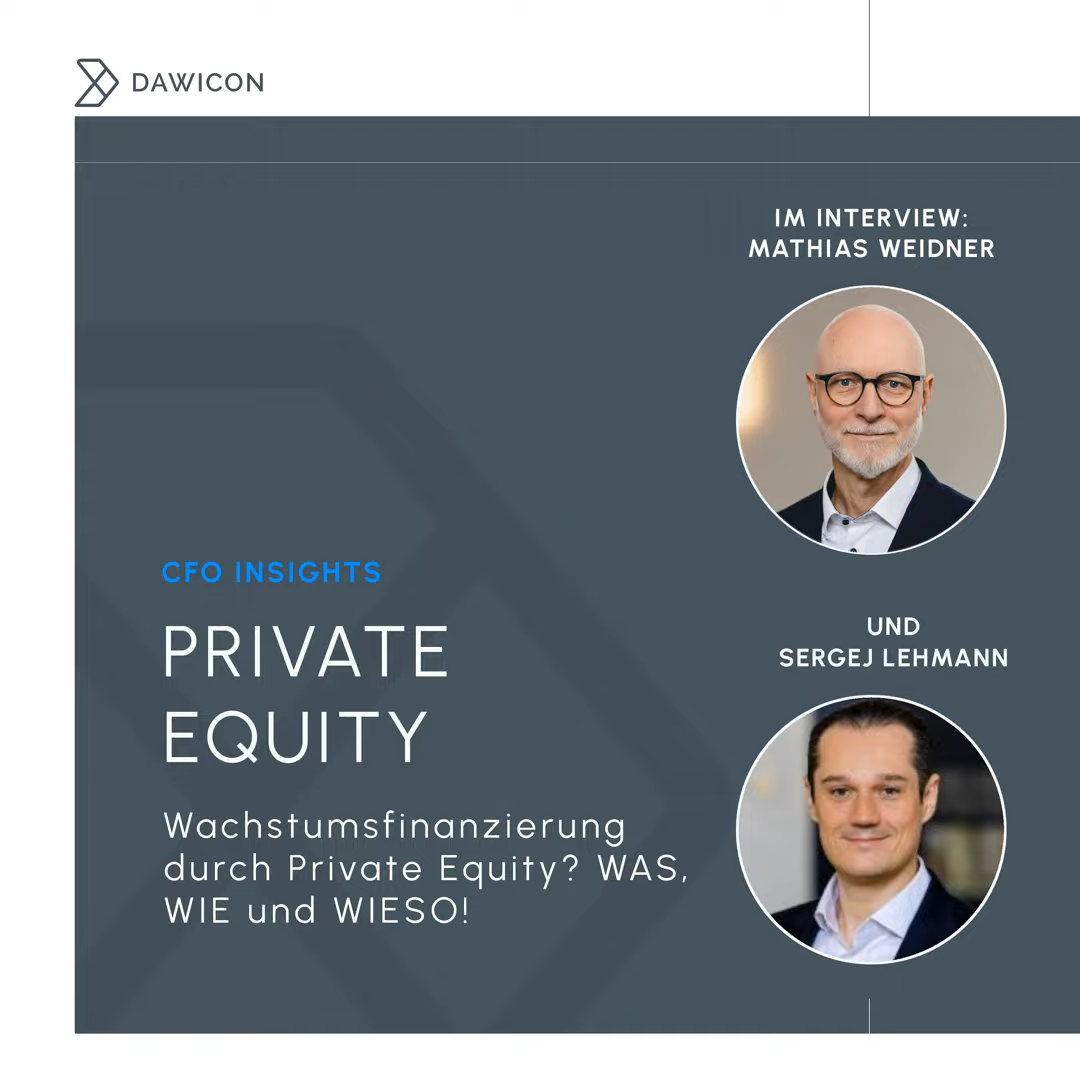 DAWICON
IM INTERVIEW:
MATHIAS WEIDNER
CFO INSIGHTS
PRIVATE
EQUITY
Wachstumsfinanzierung
durch Private Equity? WAS,
WIE und WIESO!
UND
SERGEJ LEHMANN